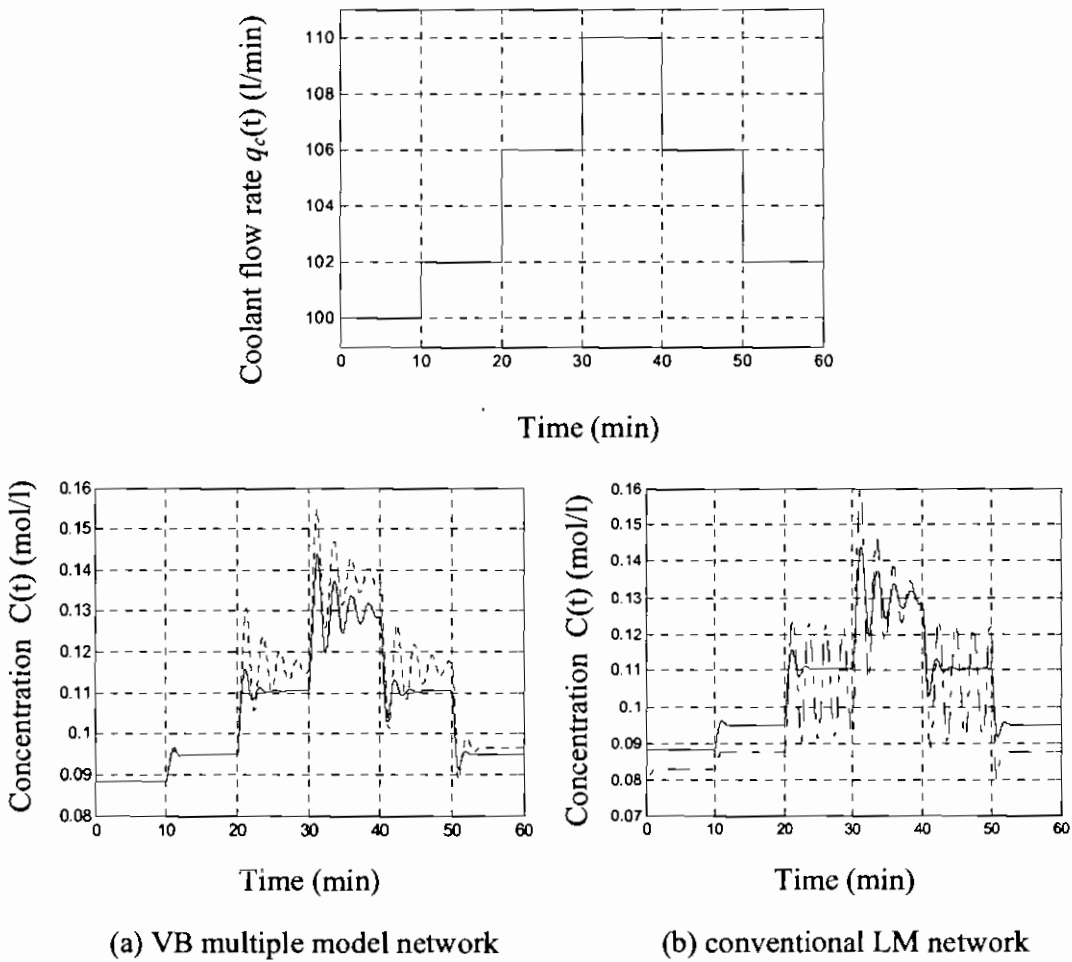 Coolant flow rate q_c(t) (l/min)
110
108
106
104
102
100
0 10 20 30 40 50 60
Time (min)
Concentration C(t) (mol/l)
0.16
0.15
0.14
0.13
0.12
0.11
0.1
0.09
0.08
0 10 20 30 40 50 60
Time (min)
(a) VB multiple model network
Concentration C(t) (mol/l)
0.16
0.15
0.14
0.13
0.12
0.11
0.1
0.09
0.08
0.07
0 10 20 30 40 50 60
Time (min)
(b) conventional LM network